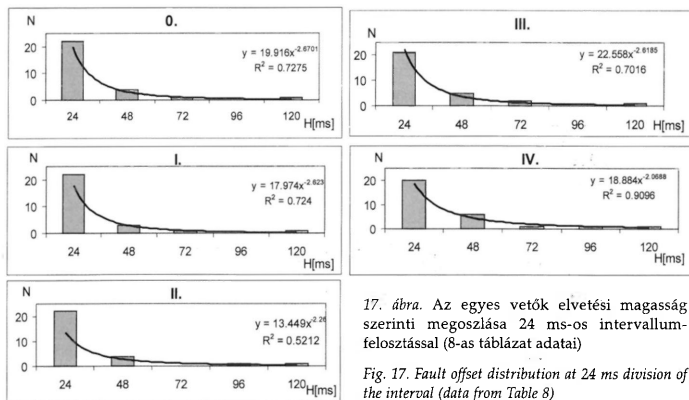 0.
N
20
10
0
y = 19.916x^-2.6701
R² = 0.7275
24 48 72 96 120
H[ms]
I.
N
20
10
0
y = 17.974x^-2.623
R² = 0.724
24 48 72 96 120
H[ms]
II.
N
20
10
0
y = 13.449x^-2.26
R² = 0.5212
24 48 72 96 120
H[ms]
III.
N
20
10
0
y = 22.558x^-2.6185
R² = 0.7016
24 48 72 96 120
H[ms]
IV.
N
20
10
0
y = 18.884x^-2.0688
R² = 0.9096
24 48 72 96 120
H[ms]
17. ábra. Az egyes vetők elvetési magasság
szerinti megoszlása 24 ms-os intervallum-
felosztással (8-as táblázat adatai)
Fig. 17. Fault offset distribution at 24 ms division of
the interval (data from Table 8)